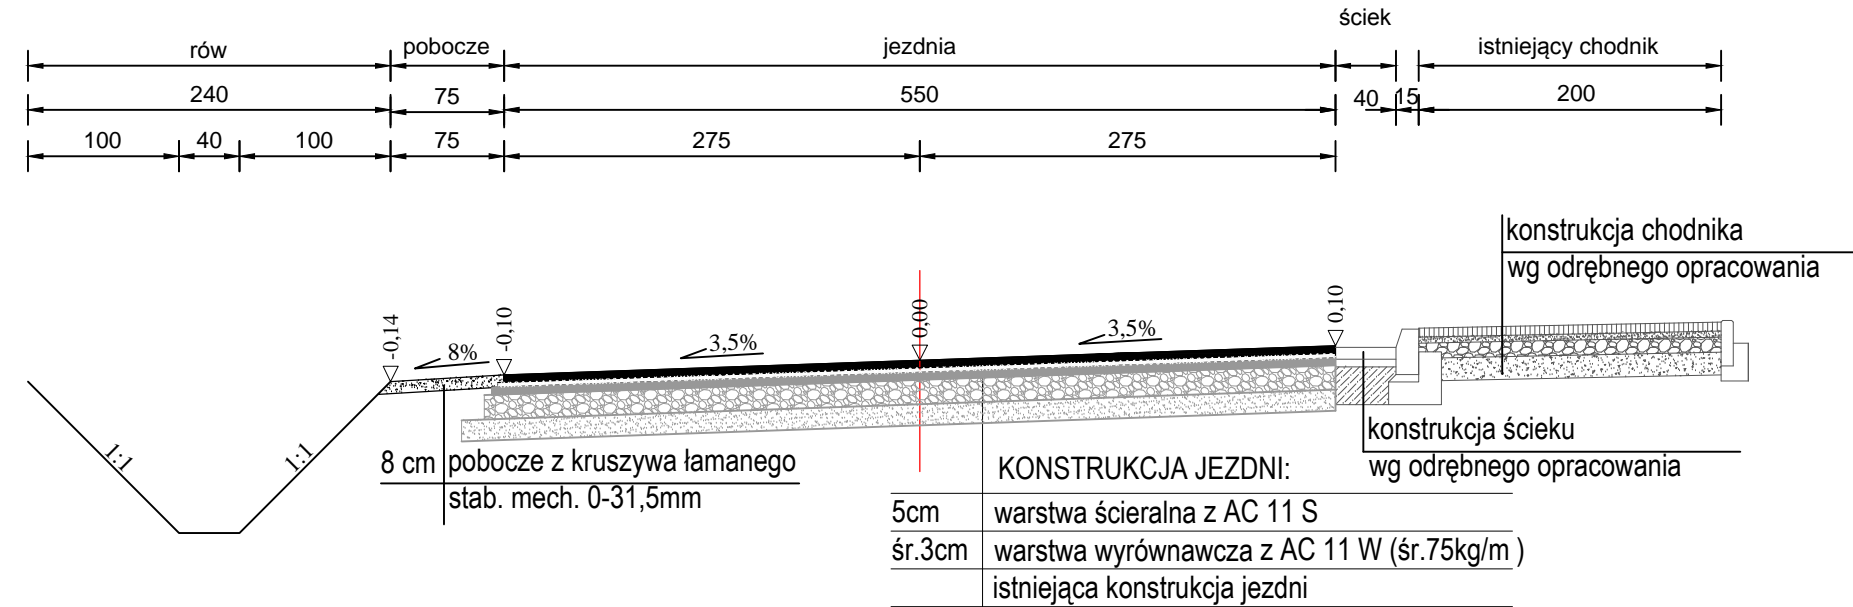 ściek
rów pobocze jezdnia istniejący chodnik
240 75 550 40 15 200
100 40 100 75 275 275
konstrukcja chodnika
wg odrębnego opracowania
-0,14 -0,10 0,00 0,10
8% 3,5% 3,5%
1:1 1:1
konstrukcja ścieku
wg odrębnego opracowania
8 cm pobocze z kruszywa łamanego
stab. mech. 0-31,5mm
KONSTRUKCJA JEZDNI:
5cm warstwa ścieralna z AC 11 S
śr.3cm warstwa wyrównawcza z AC 11 W (śr.75kg/m )
istniejąca konstrukcja jezdni